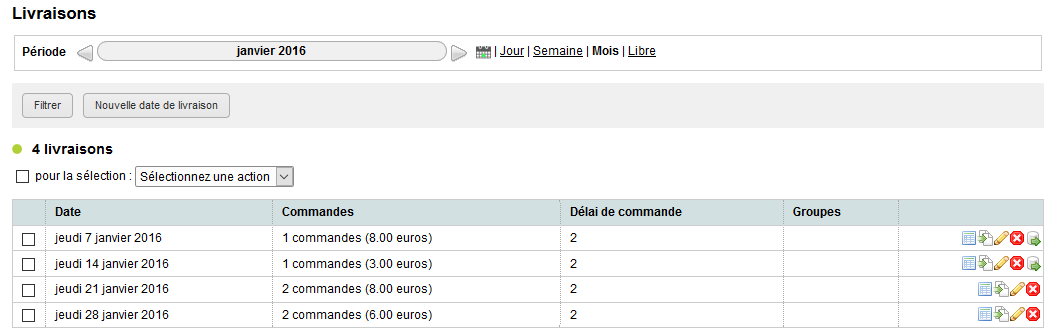 Livraisons
Période janvier 2016 | Jour | Semaine | Mois | Libre
Filtrer Nouvelle date de livraison
4 livraisons
pour la sélection : Sélectionnez une action
Date Commandes Délai de commande Groupes
jeudi 7 janvier 2016 1 commandes (8.00 euros) 2
jeudi 14 janvier 2016 1 commandes (3.00 euros) 2
jeudi 21 janvier 2016 2 commandes (8.00 euros) 2
jeudi 28 janvier 2016 2 commandes (6.00 euros) 2